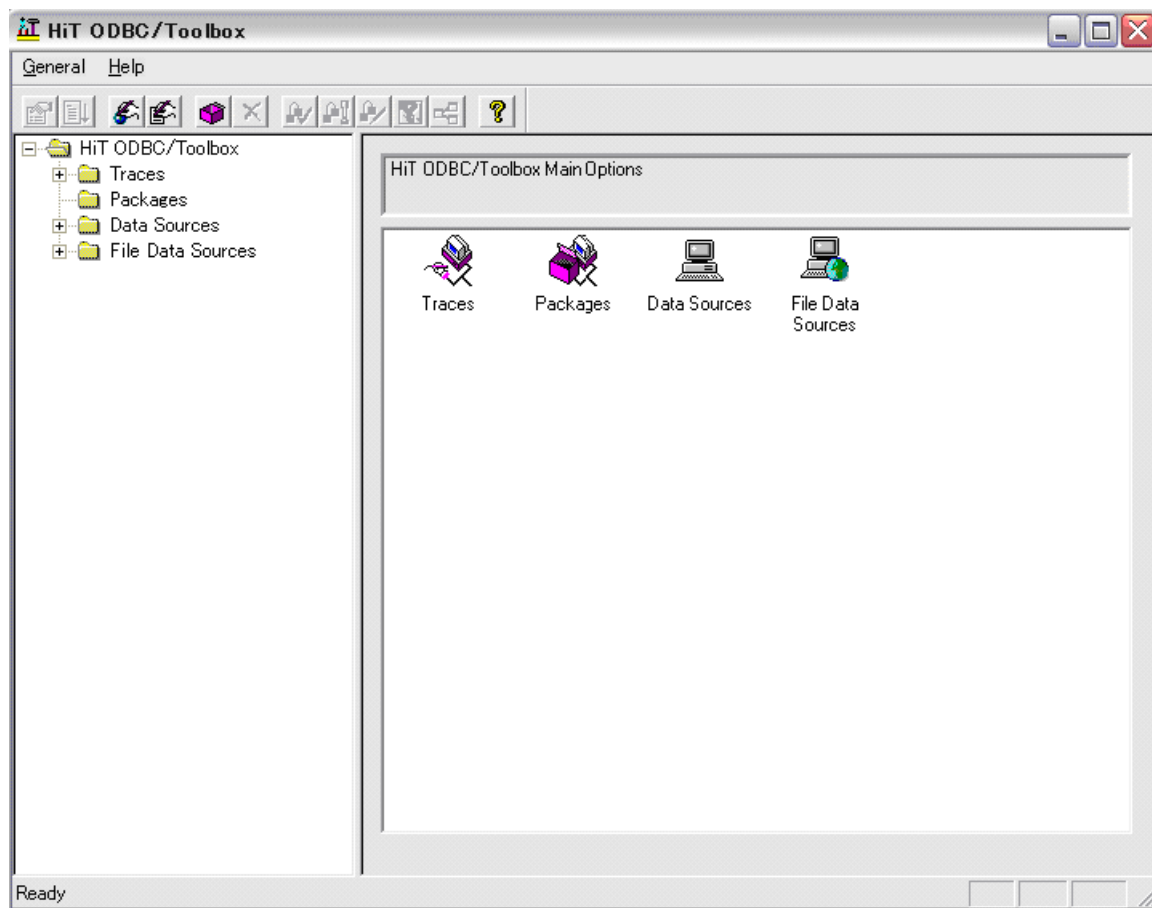 HiT ODBC/Toolbox
General Help
HiT ODBC/Toolbox
Traces
Packages
Data Sources
File Data Sources
HiT ODBC/Toolbox Main Options
Traces
Packages
Data Sources
File Data
Sources
Ready